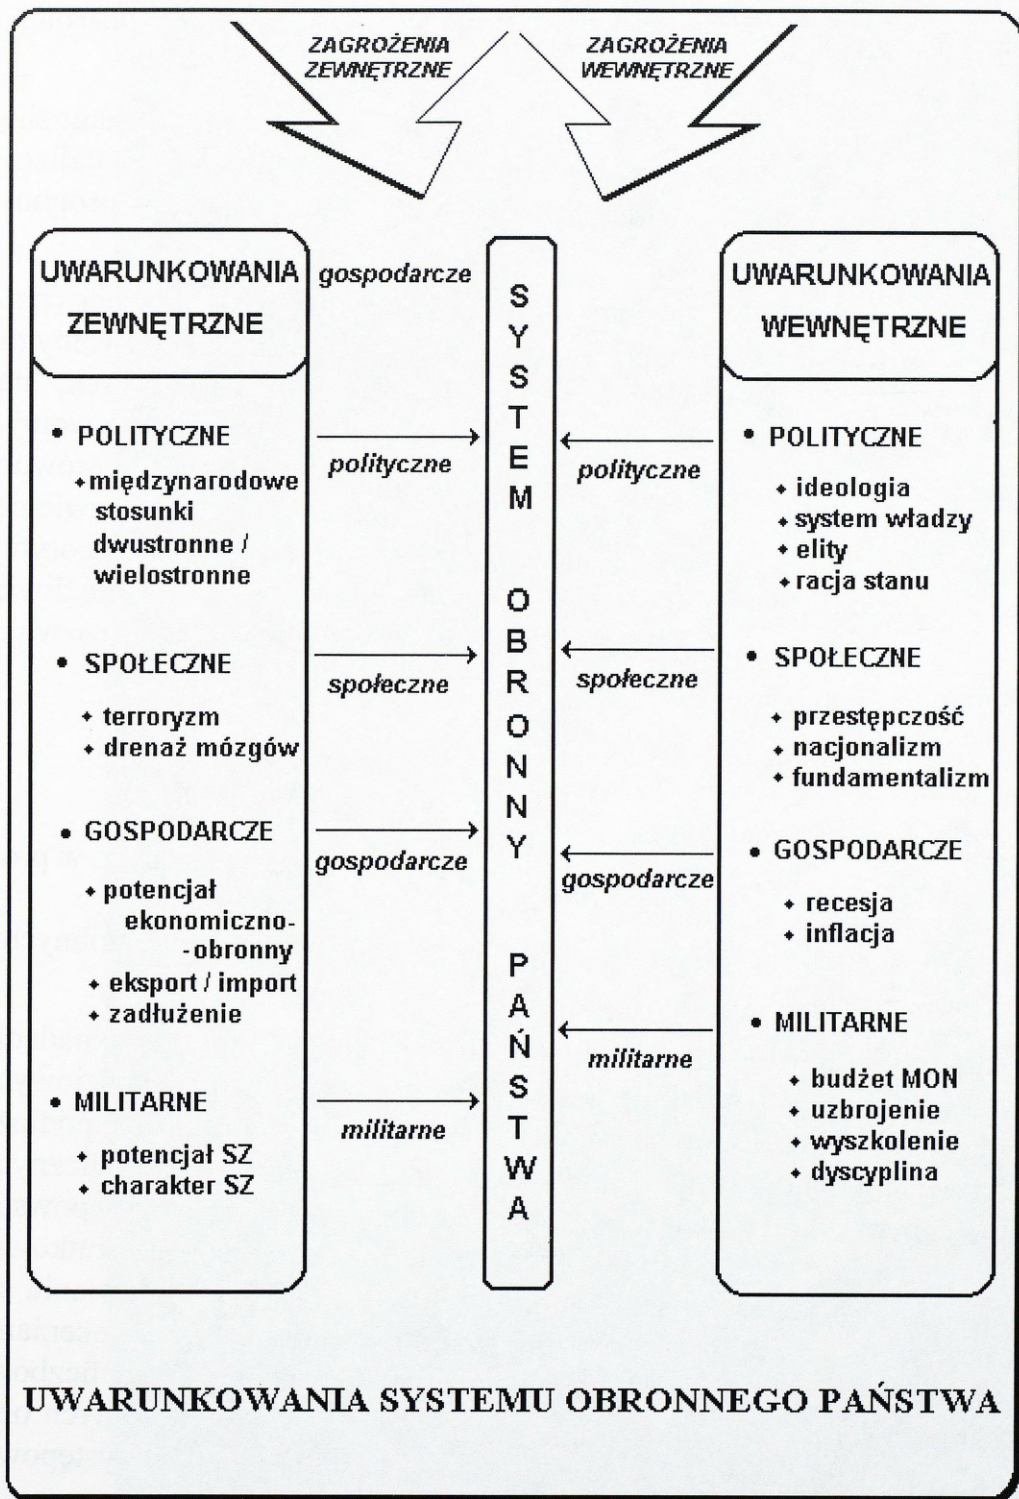 ZAGROŻENIA
ZEWNĘTRZNE
ZAGROŻENIA
WEWNĘTRZNE
UWARUNKOWANIA
ZEWNĘTRZNE
• POLITYCZNE
międzynarodowe
stosunki
dwustronne /
wielostronne
• SPOŁECZNE
terroryzm
drenaż mózgów
• GOSPODARCZE
potencjał
ekonomiczno-
-obronny
eksport / import
zadłużenie
• MILITARNE
potencjał SZ
charakter SZ
gospodarcze
polityczne
społeczne
gospodarcze
militarne
SYSTEM OBRONNY PAŃSTWA
polityczne
społeczne
gospodarcze
militarne
UWARUNKOWANIA
WEWNĘTRZNE
• POLITYCZNE
ideologia
system władzy
elity
racja stanu
• SPOŁECZNE
przestępczość
nacjonalizm
fundamentalizm
• GOSPODARCZE
recesja
inflacja
• MILITARNE
budżet MON
uzbrojenie
wyszkolenie
dyscyplina
UWARUNKOWANIA SYSTEMU OBRONNEGO PAŃSTWA